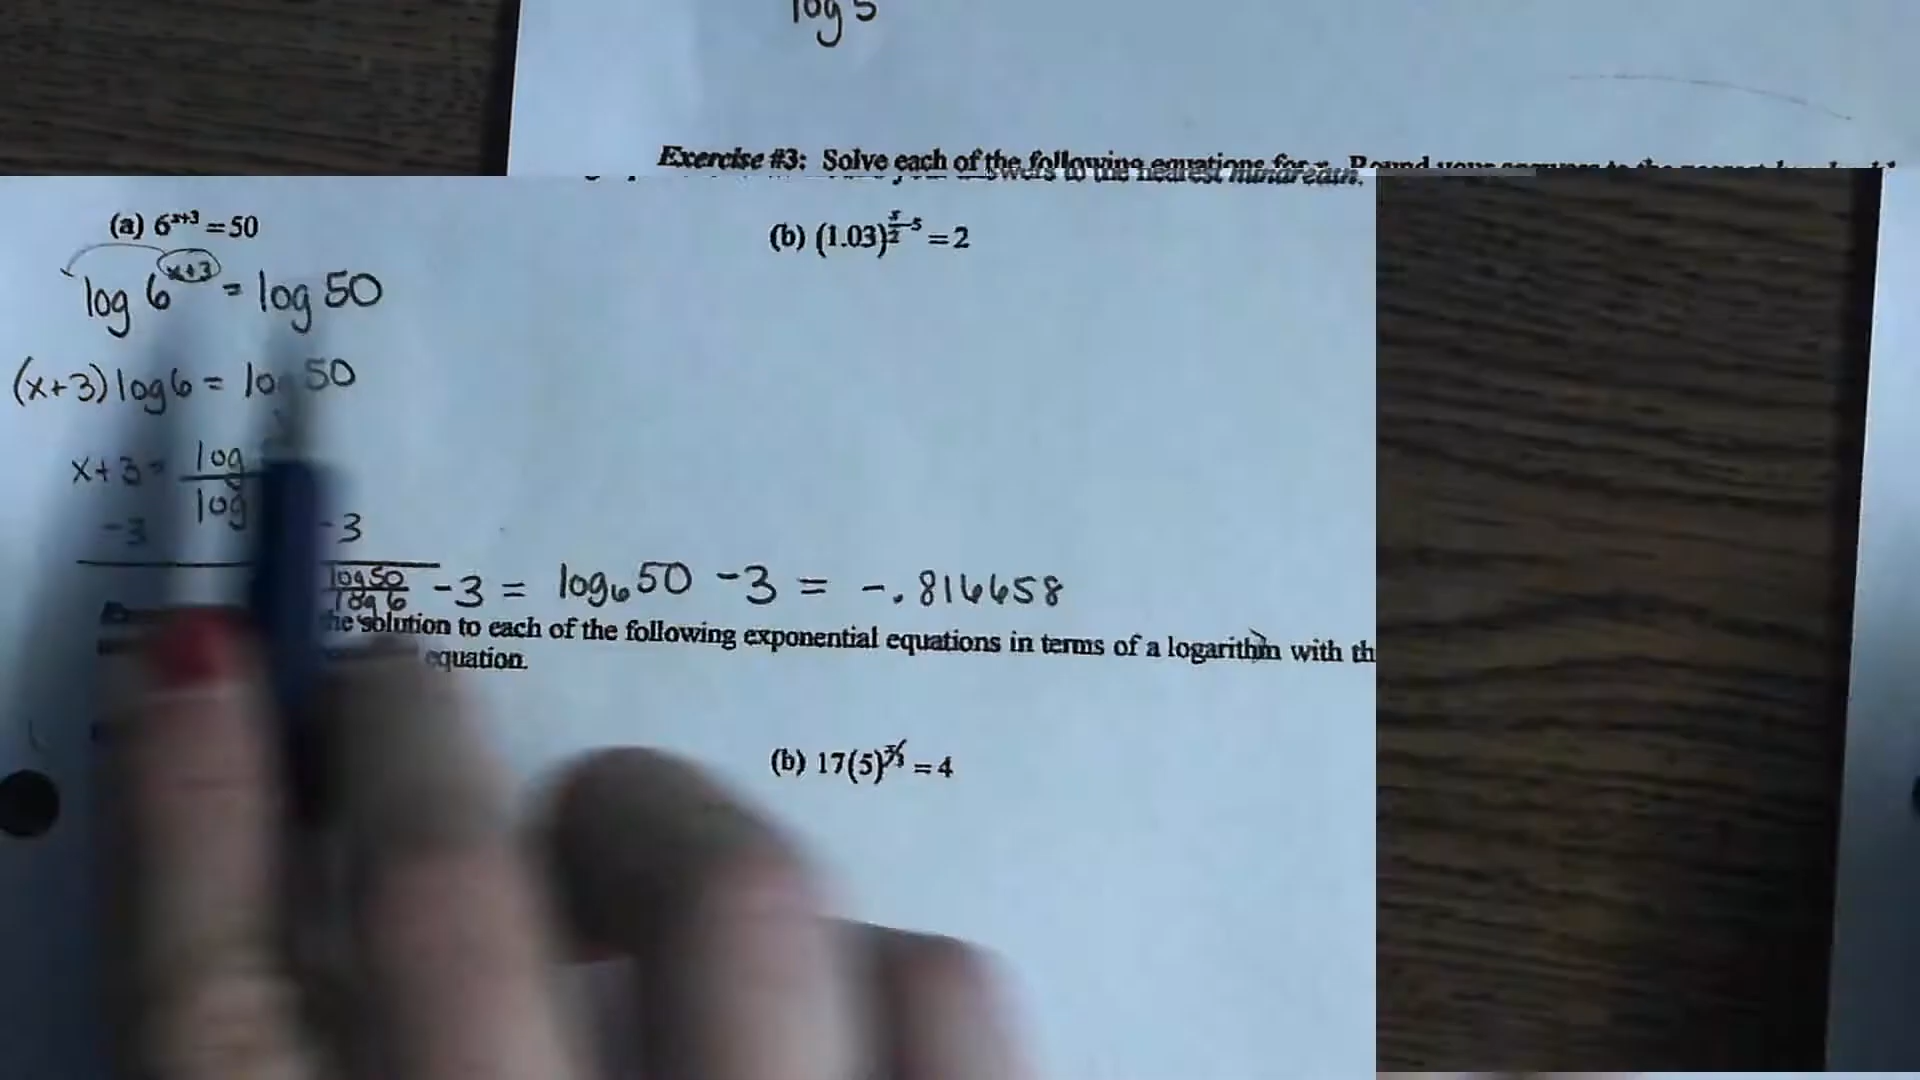 log 5
Exercise #3: Solve each of the following equations for
answers to the nearest hundredth.
(a) 6^{x+3} = 50
(b) (1.03)^{x/2 - 5} = 2
log 6^{x+3} = log 50
(x+3) log 6 = log 50
x + 3 = log
log
-3 -3
log 50 / log 6 - 3 = log₆ 50 - 3 = -.816658
the solution to each of the following exponential equations in terms of a logarithm with th
equation.
(b) 17(5)^{x/3} = 4